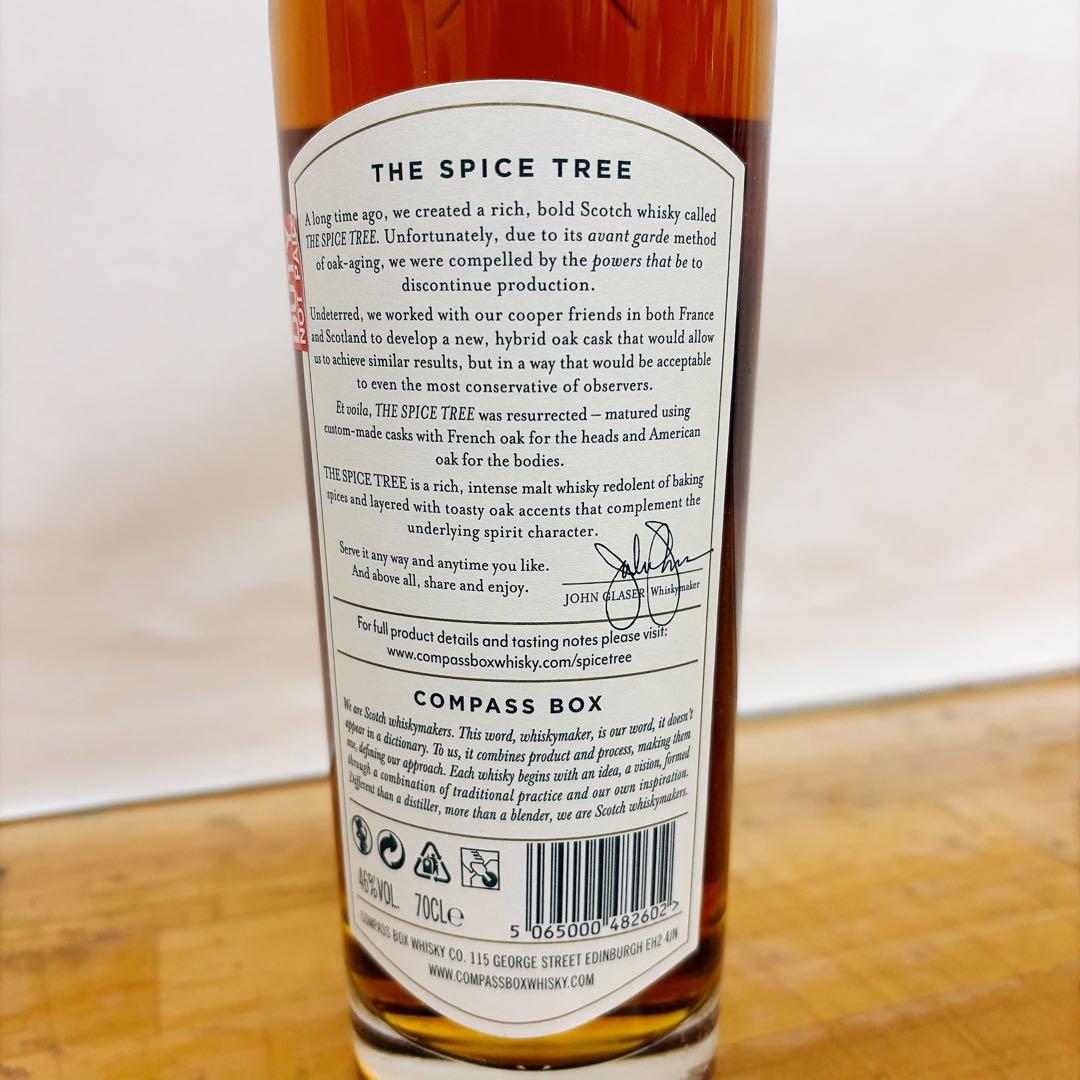 THE SPICE TREE
A long time ago, we created a rich, bold Scotch whisky called
THE SPICE TREE. Unfortunately, due to its avant garde method
of oak-aging, we were compelled by the powers that be to
discontinue production.
Undeterred, we worked with our cooper friends in both France
and Scotland to develop a new, hybrid oak cask that would allow
us to achieve similar results, but in a way that would be acceptable
to even the most conservative of observers.
Et voila, THE SPICE TREE was resurrected – matured using
custom-made casks with French oak for the heads and American
oak for the bodies.
THE SPICE TREE is a rich, intense malt whisky redolent of baking
spices and layered with toasty oak accents that complement the
underlying spirit character.
Serve it any way and anytime you like.
And above all, share and enjoy.
JOHN GLASER Whiskymaker
For full product details and tasting notes please visit:
www.compassboxwhisky.com/spicetree
COMPASS BOX
We are Scotch whiskymakers. This word, whiskymaker, is our word, it doesn't
appear in a dictionary. To us, it combines product and process, making them
one, defining our approach. Each whisky begins with an idea, a vision, formed
through a combination of traditional practice and our own inspiration.
Different than a distiller, more than a blender, we are Scotch whiskymakers.
46%VOL. 70CLe
5 065000 482602 >
COMPASS BOX WHISKY CO. 115 GEORGE STREET EDINBURGH EH2 4JN
WWW.COMPASSBOXWHISKY.COM
NOT